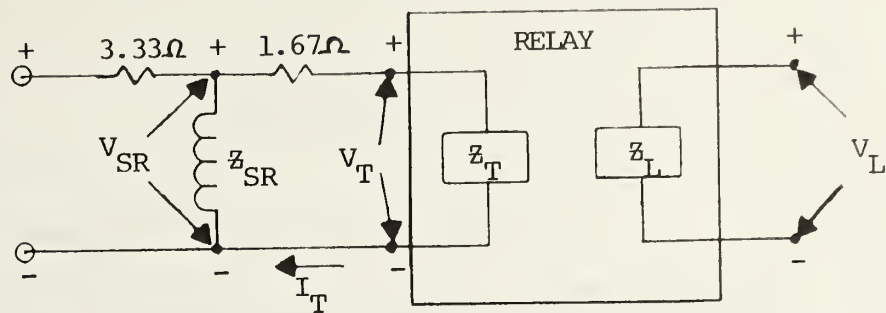 RELAY
+ 3.33Ω + 1.67Ω + +
V_SR Z_SR V_T Z_T Z_L V_L
- - - -
I_T